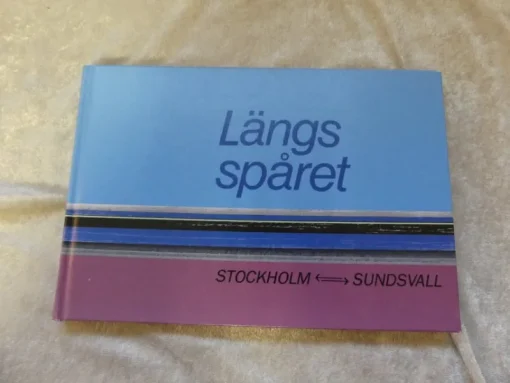 Längs
spåret
STOCKHOLM ⟺ SUNDSVALL